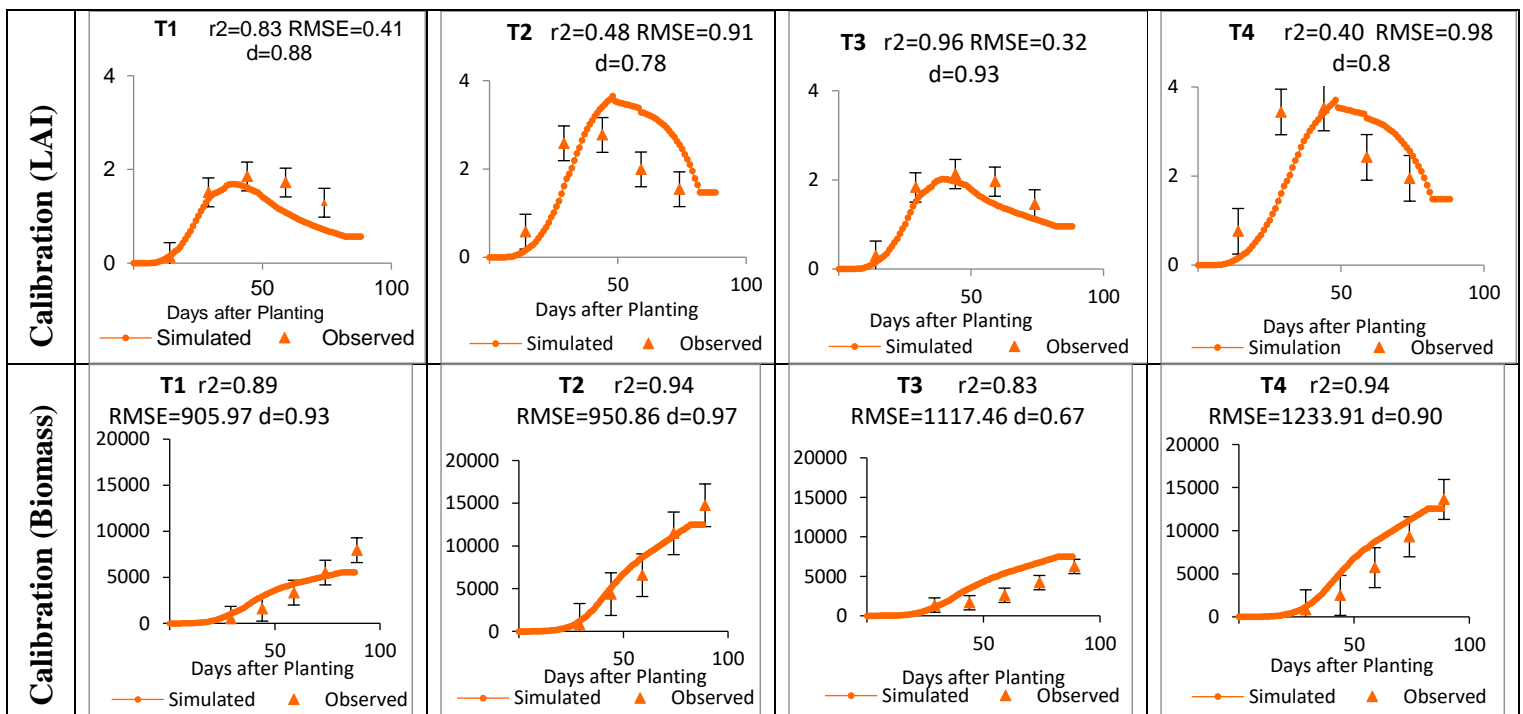 Calibration (LAI)
T1 r2=0.83 RMSE=0.41
d=0.88
4
2
0
50
100
Days after Planting
Simulated Observed
T2 r2=0.48 RMSE=0.91
d=0.78
4
2
0
50
100
Days after Planting
Simulated Observed
T3 r2=0.96 RMSE=0.32
d=0.93
4
2
0
50
100
Days after Planting
Simulated Observed
T4 r2=0.40 RMSE=0.98
d=0.8
4
2
0
50
100
Days after Planting
Simulation Observed
Calibration (Biomass)
T1 r2=0.89
RMSE=905.97 d=0.93
20000
15000
10000
5000
0
50
100
Days after Planting
Simulated Observed
T2 r2=0.94
RMSE=950.86 d=0.97
20000
15000
10000
5000
0
50
100
Days after Planting
Simulated Observed
T3 r2=0.83
RMSE=1117.46 d=0.67
20000
15000
10000
5000
0
50
100
Days after Planting
Simulated Observed
T4 r2=0.94
RMSE=1233.91 d=0.90
20000
15000
10000
5000
0
50
100
Days after Planting
Simulated Observed